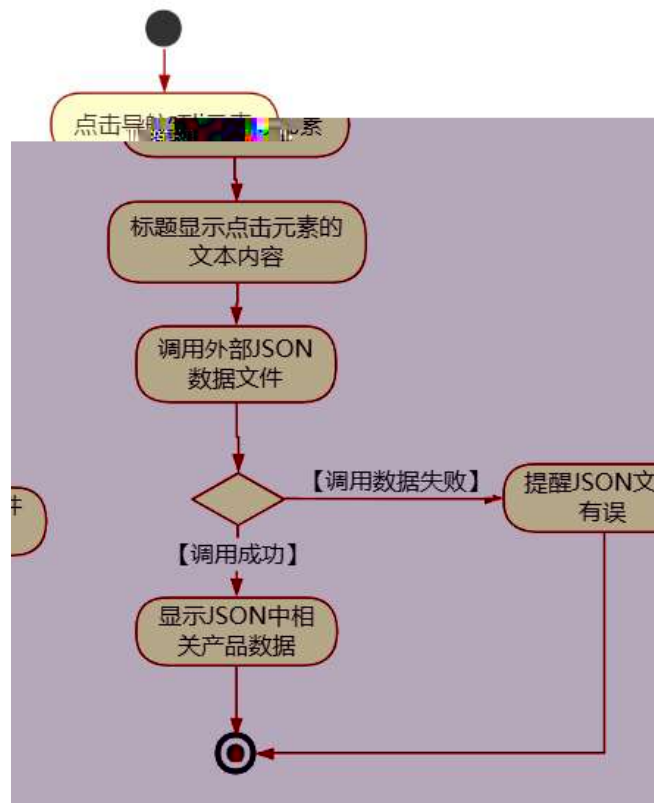 点击导航
元素
标题显示点击元素的
文本内容
调用外部JSON
数据文件
【调用数据失败】
提醒JSON文
有误
件
【调用成功】
显示JSON中相
关产品数据